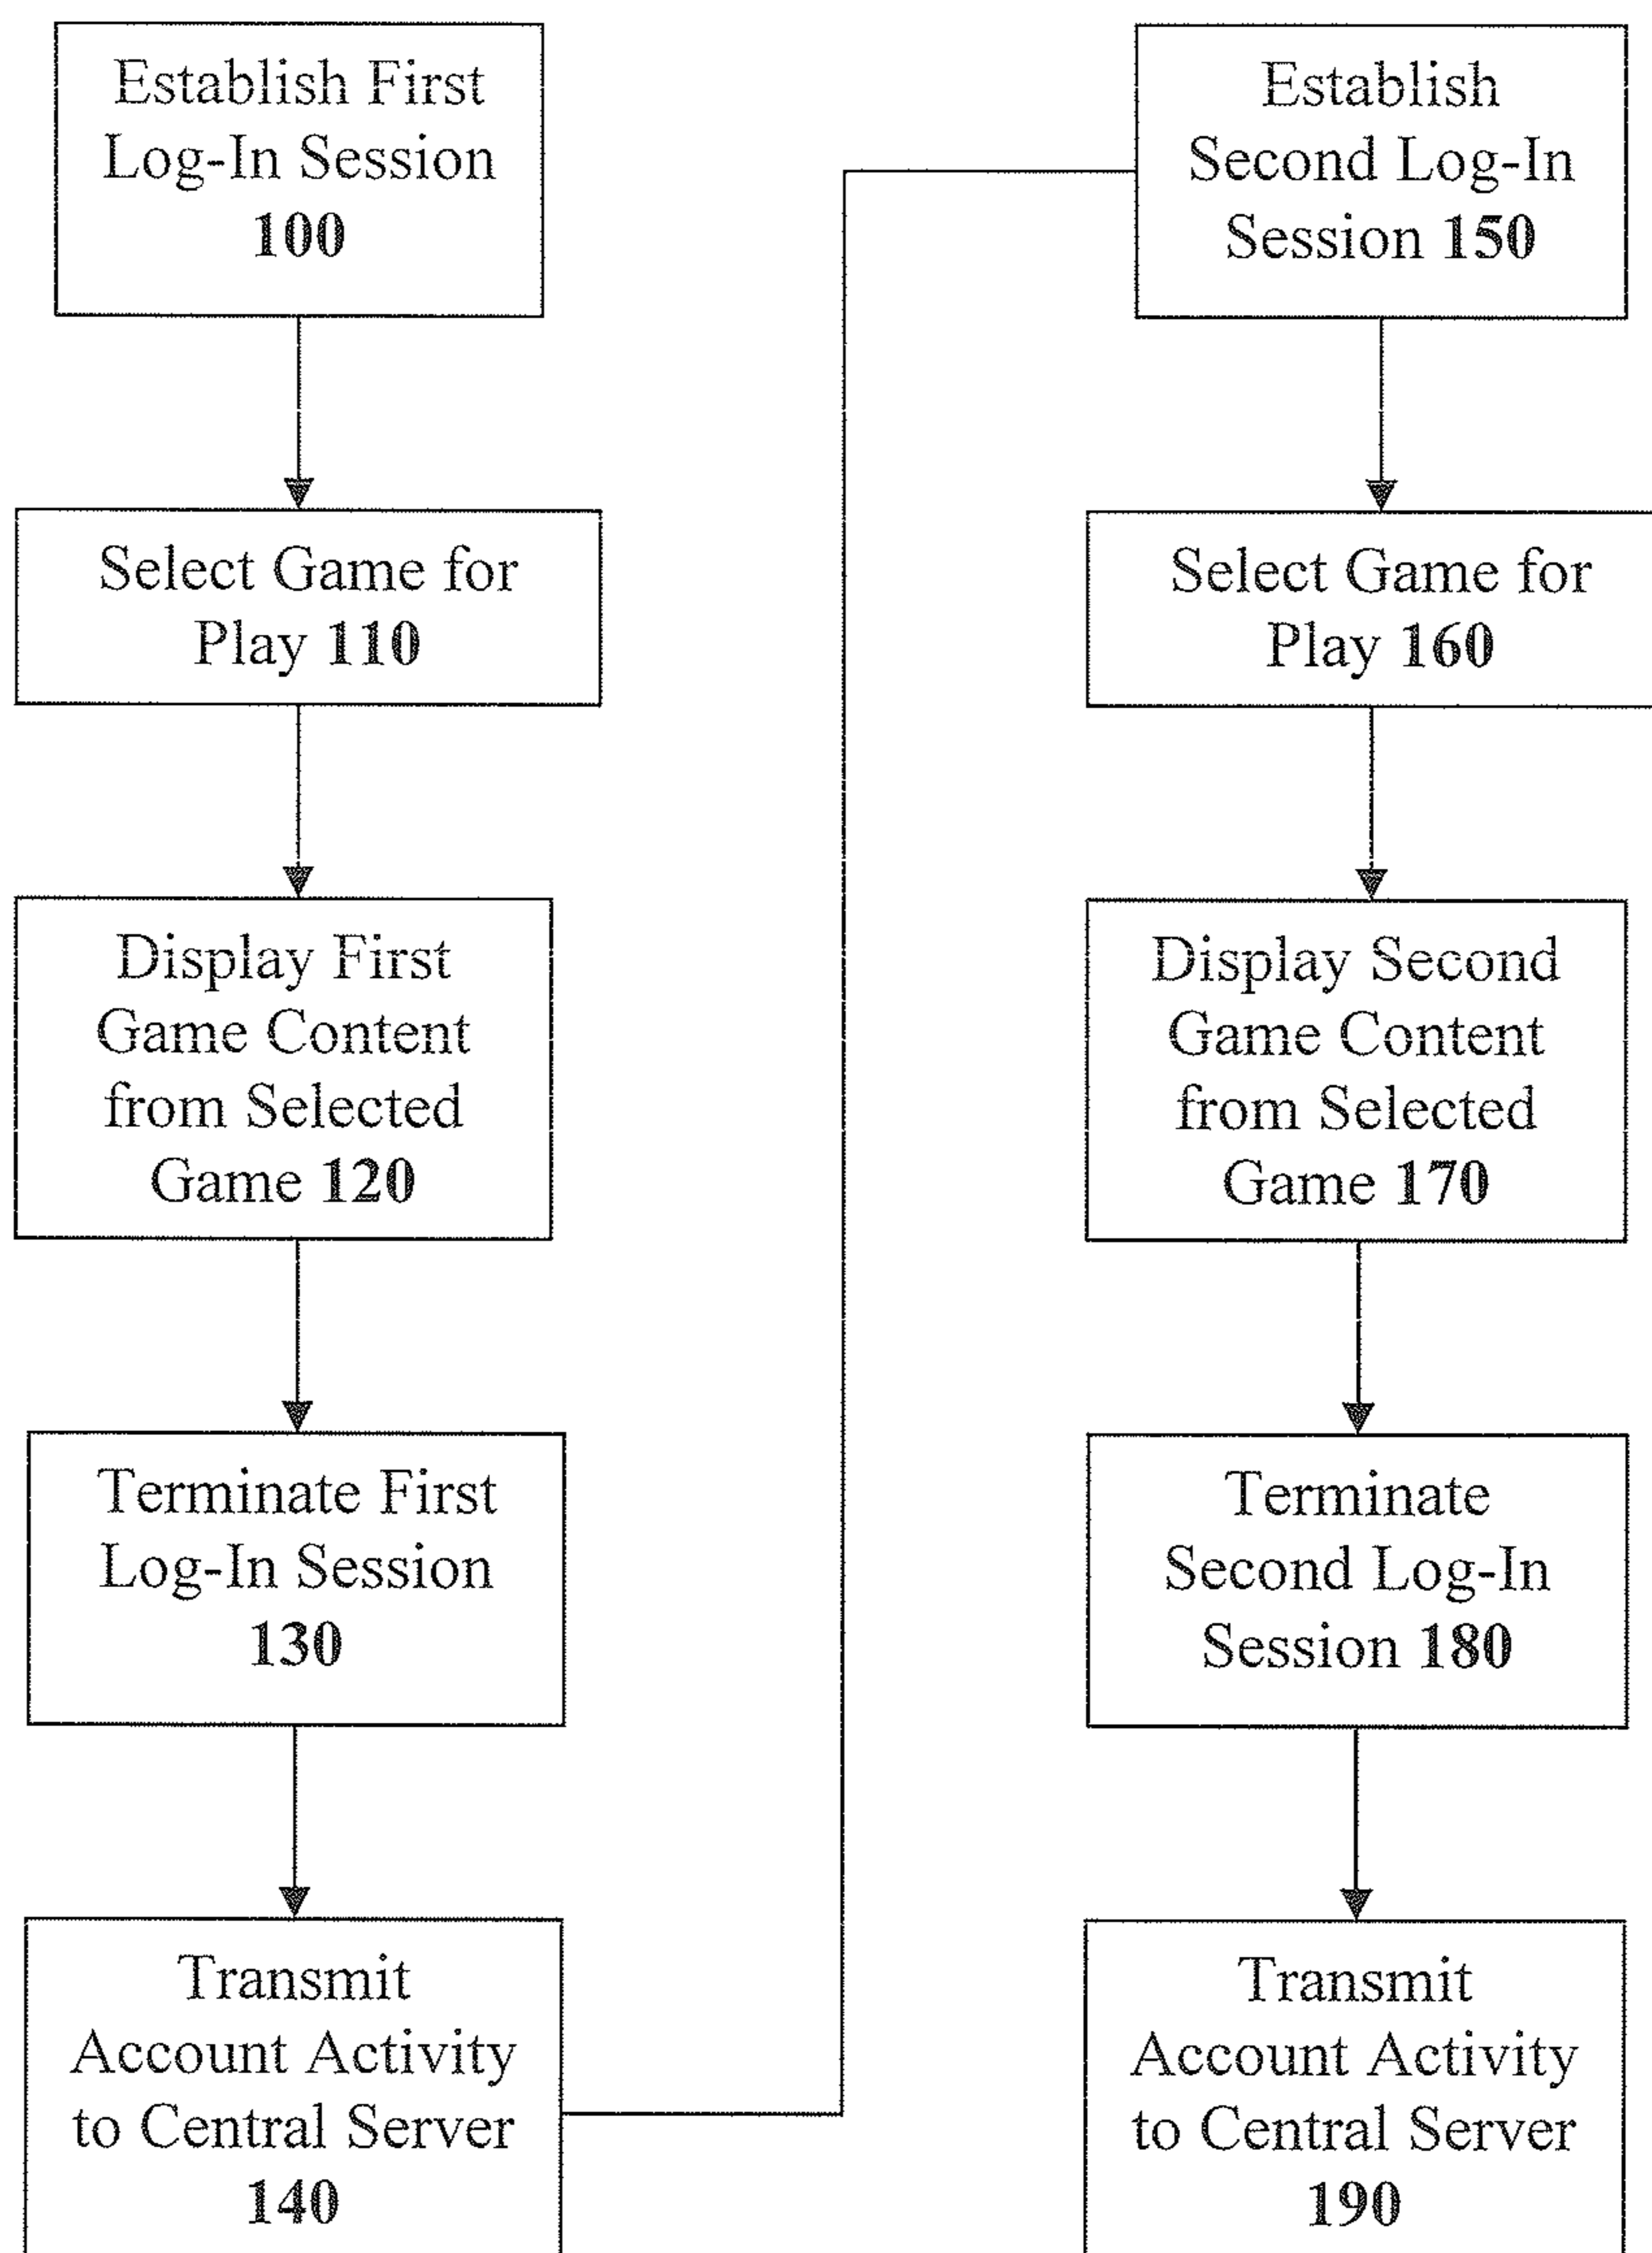 Establish First
Log-In Session
100
Select Game for
Play 110
Display First
Game Content
from Selected
Game 120
Terminate First
Log-In Session
130
Transmit
Account Activity
to Central Server
140
Establish
Second Log-In
Session 150
Select Game for
Play 160
Display Second
Game Content
from Selected
Game 170
Terminate
Second Log-In
Session 180
Transmit
Account Activity
to Central Server
190